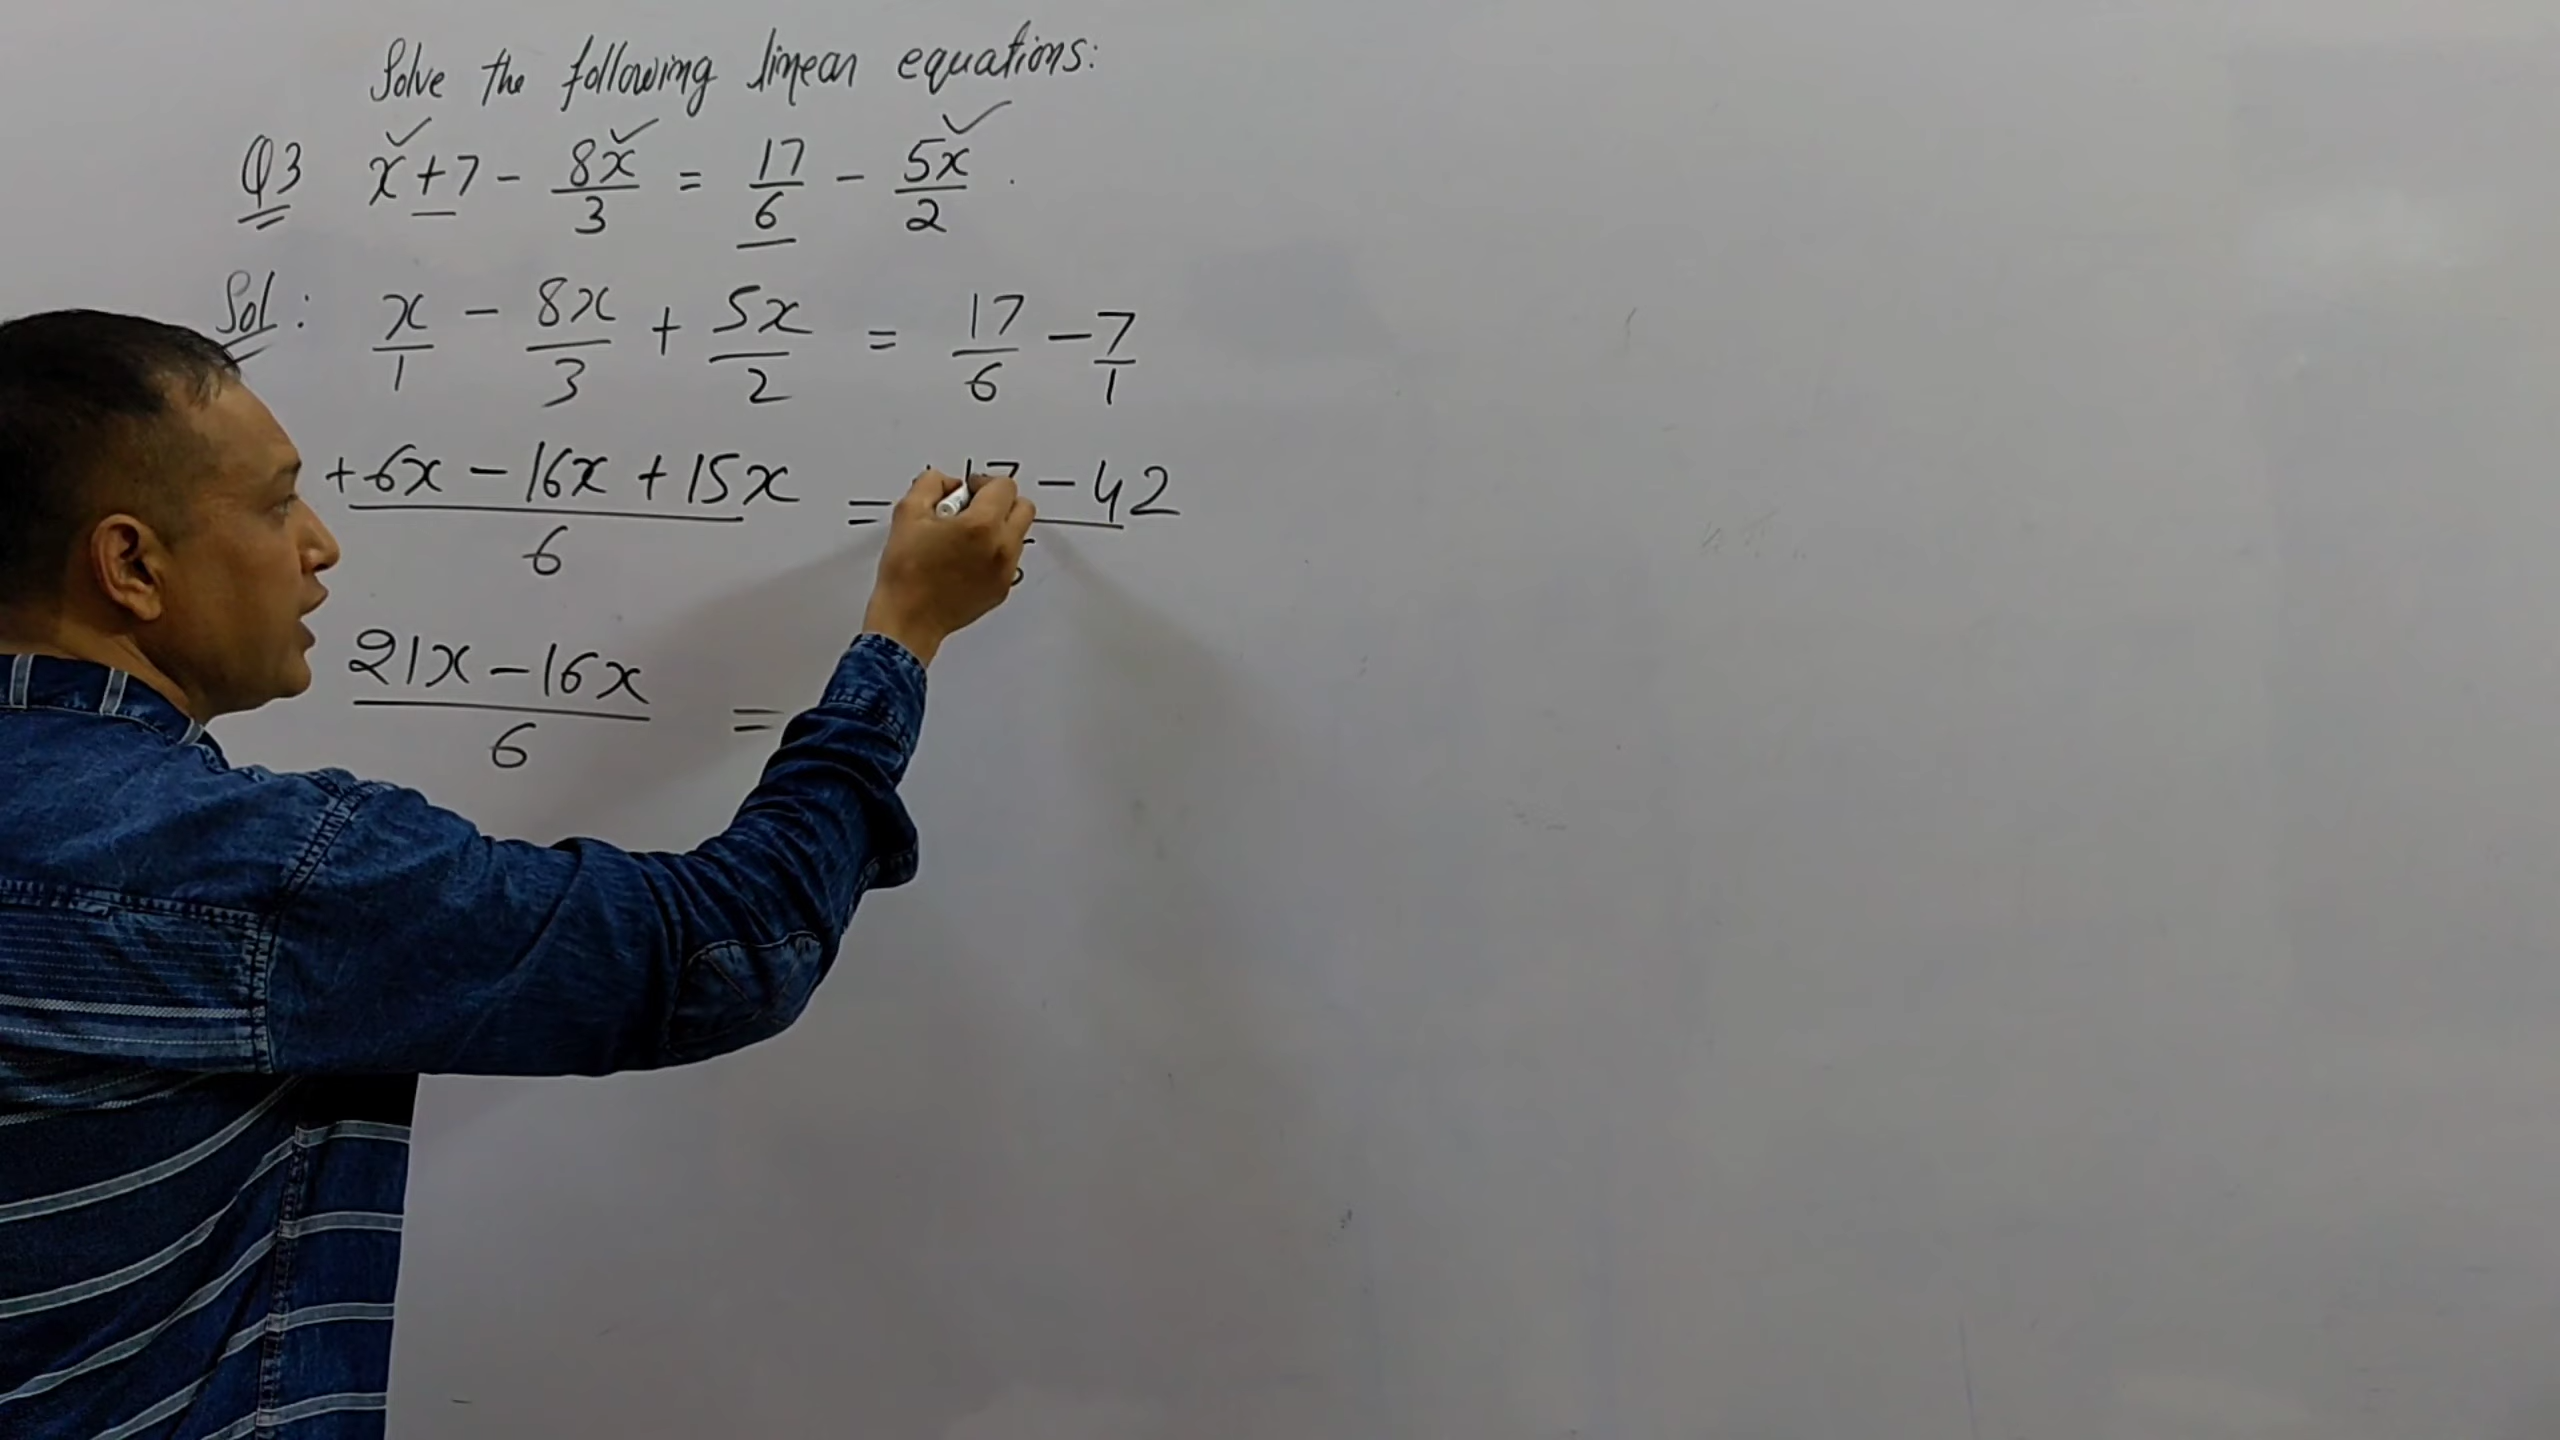 Solve the following linear equations:
Q3 x + 7 - 8x/3 = 17/6 - 5x/2 .
Sol: x/1 - 8x/3 + 5x/2 = 17/6 - 7/1
+6x - 16x + 15x / 6 = 17 - 42
21x - 16x / 6 =